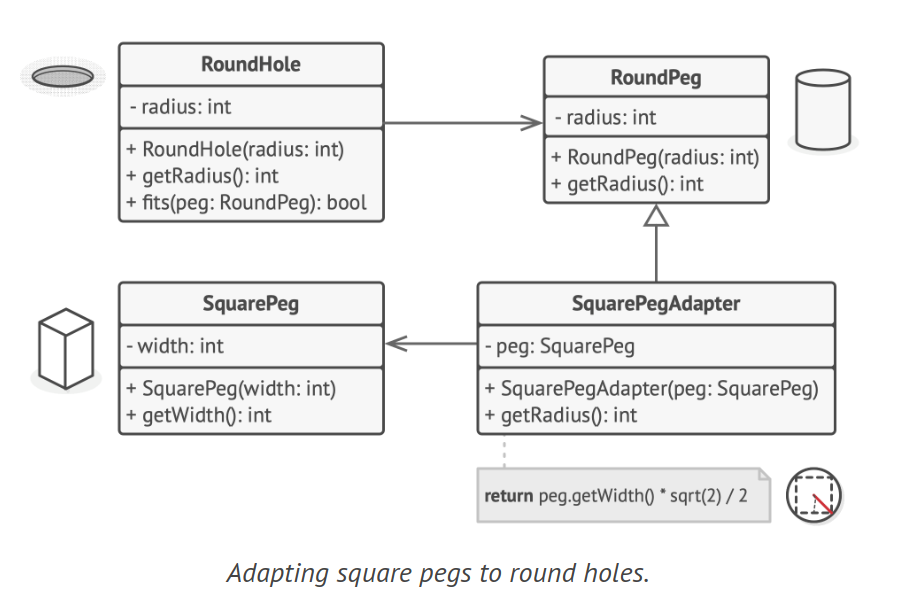 RoundHole
- radius: int
+ RoundHole(radius: int)
+ getRadius(): int
+ fits(peg: RoundPeg): bool
RoundPeg
- radius: int
+ RoundPeg(radius: int)
+ getRadius(): int
SquarePeg
- width: int
+ SquarePeg(width: int)
+ getWidth(): int
SquarePegAdapter
- peg: SquarePeg
+ SquarePegAdapter(peg: SquarePeg)
+ getRadius(): int
return peg.getWidth() * sqrt(2) / 2
Adapting square pegs to round holes.